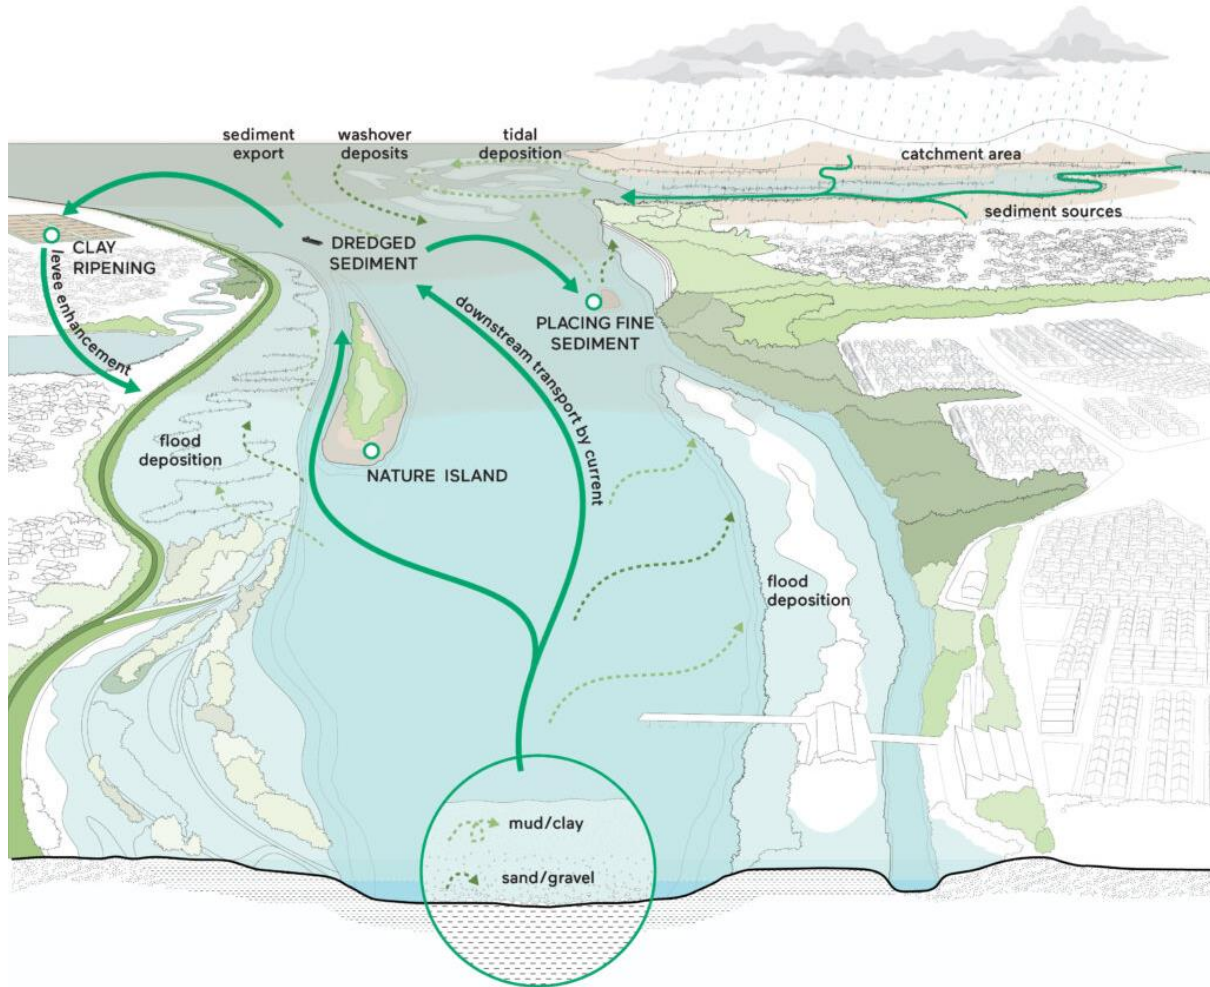 sediment
export
washover
deposits
tidal
deposition
catchment area
sediment sources
CLAY
RIPENING
levee enhancement
DREDGED
SEDIMENT
PLACING FINE
SEDIMENT
downstream transport by current
flood
deposition
NATURE ISLAND
flood
deposition
mud/clay
sand/gravel